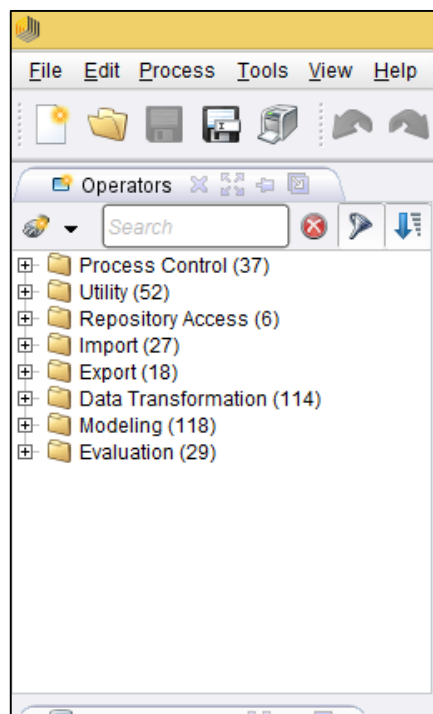 File Edit Process Tools View Help
Operators
Search
Process Control (37)
Utility (52)
Repository Access (6)
Import (27)
Export (18)
Data Transformation (114)
Modeling (118)
Evaluation (29)